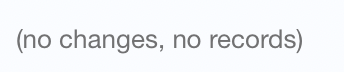 (no changes, no records)